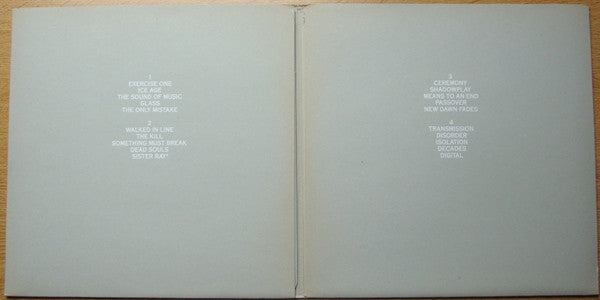 1
EXERCISE ONE
ICE AGE
THE SOUND OF MUSIC
GLASS
THE ONLY MISTAKE
2
WALKED IN LINE
THE KILL
SOMETHING MUST BREAK
DEAD SOULS
SISTER RAY*
3
CEREMONY
SHADOWPLAY
MEANS TO AN END
PASSOVER
NEW DAWN FADES
4
TRANSMISSION
DISORDER
ISOLATION
DECADES
DIGITAL